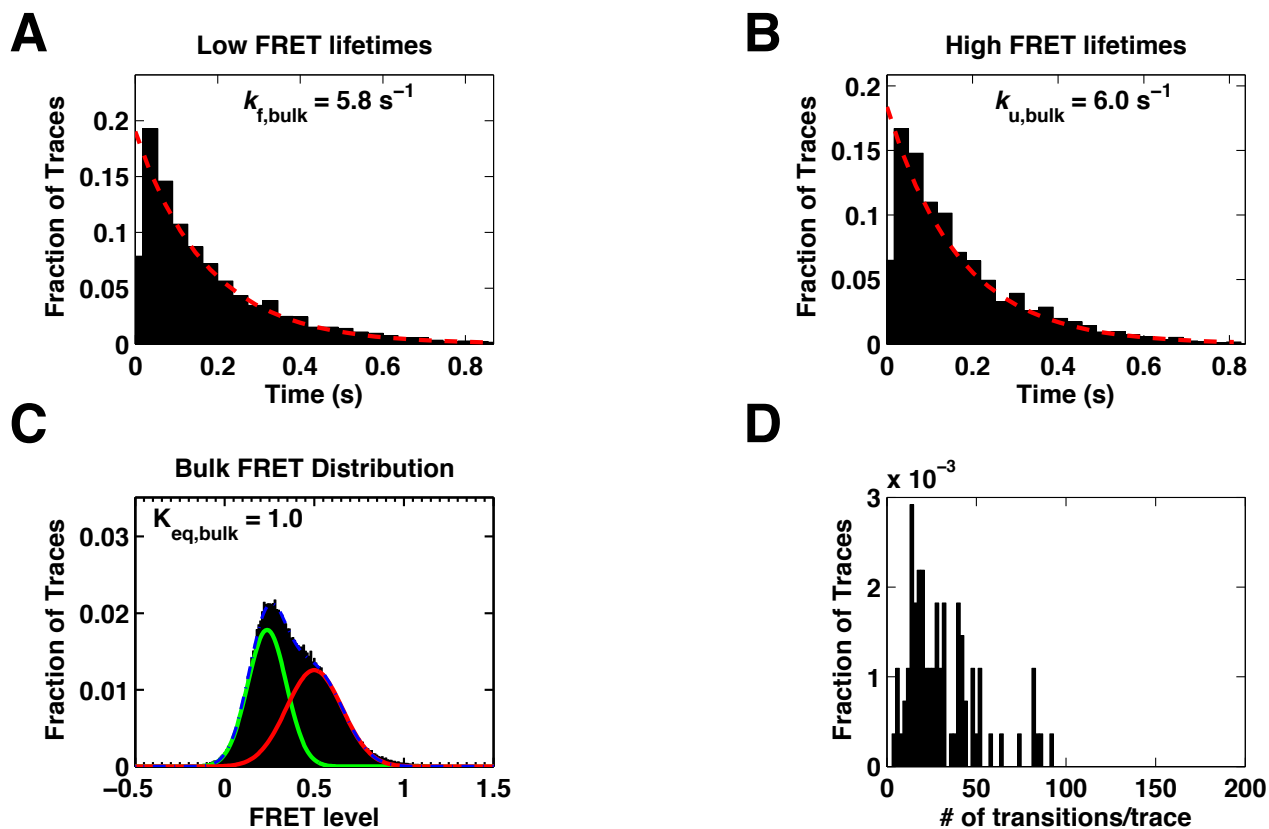 A
Low FRET lifetimes
k_f,bulk = 5.8 s⁻¹
Fraction of Traces
0.2
0.15
0.1
0.05
0
0 0.2 0.4 0.6 0.8
Time (s)
B
High FRET lifetimes
k_u,bulk = 6.0 s⁻¹
Fraction of Traces
0.2
0.15
0.1
0.05
0
0 0.2 0.4 0.6 0.8
Time (s)
C
Bulk FRET Distribution
K_eq,bulk = 1.0
Fraction of Traces
0.03
0.02
0.01
0
−0.5 0 0.5 1 1.5
FRET level
D
x 10⁻³
Fraction of Traces
3
2
1
0
0 50 100 150 200
# of transitions/trace